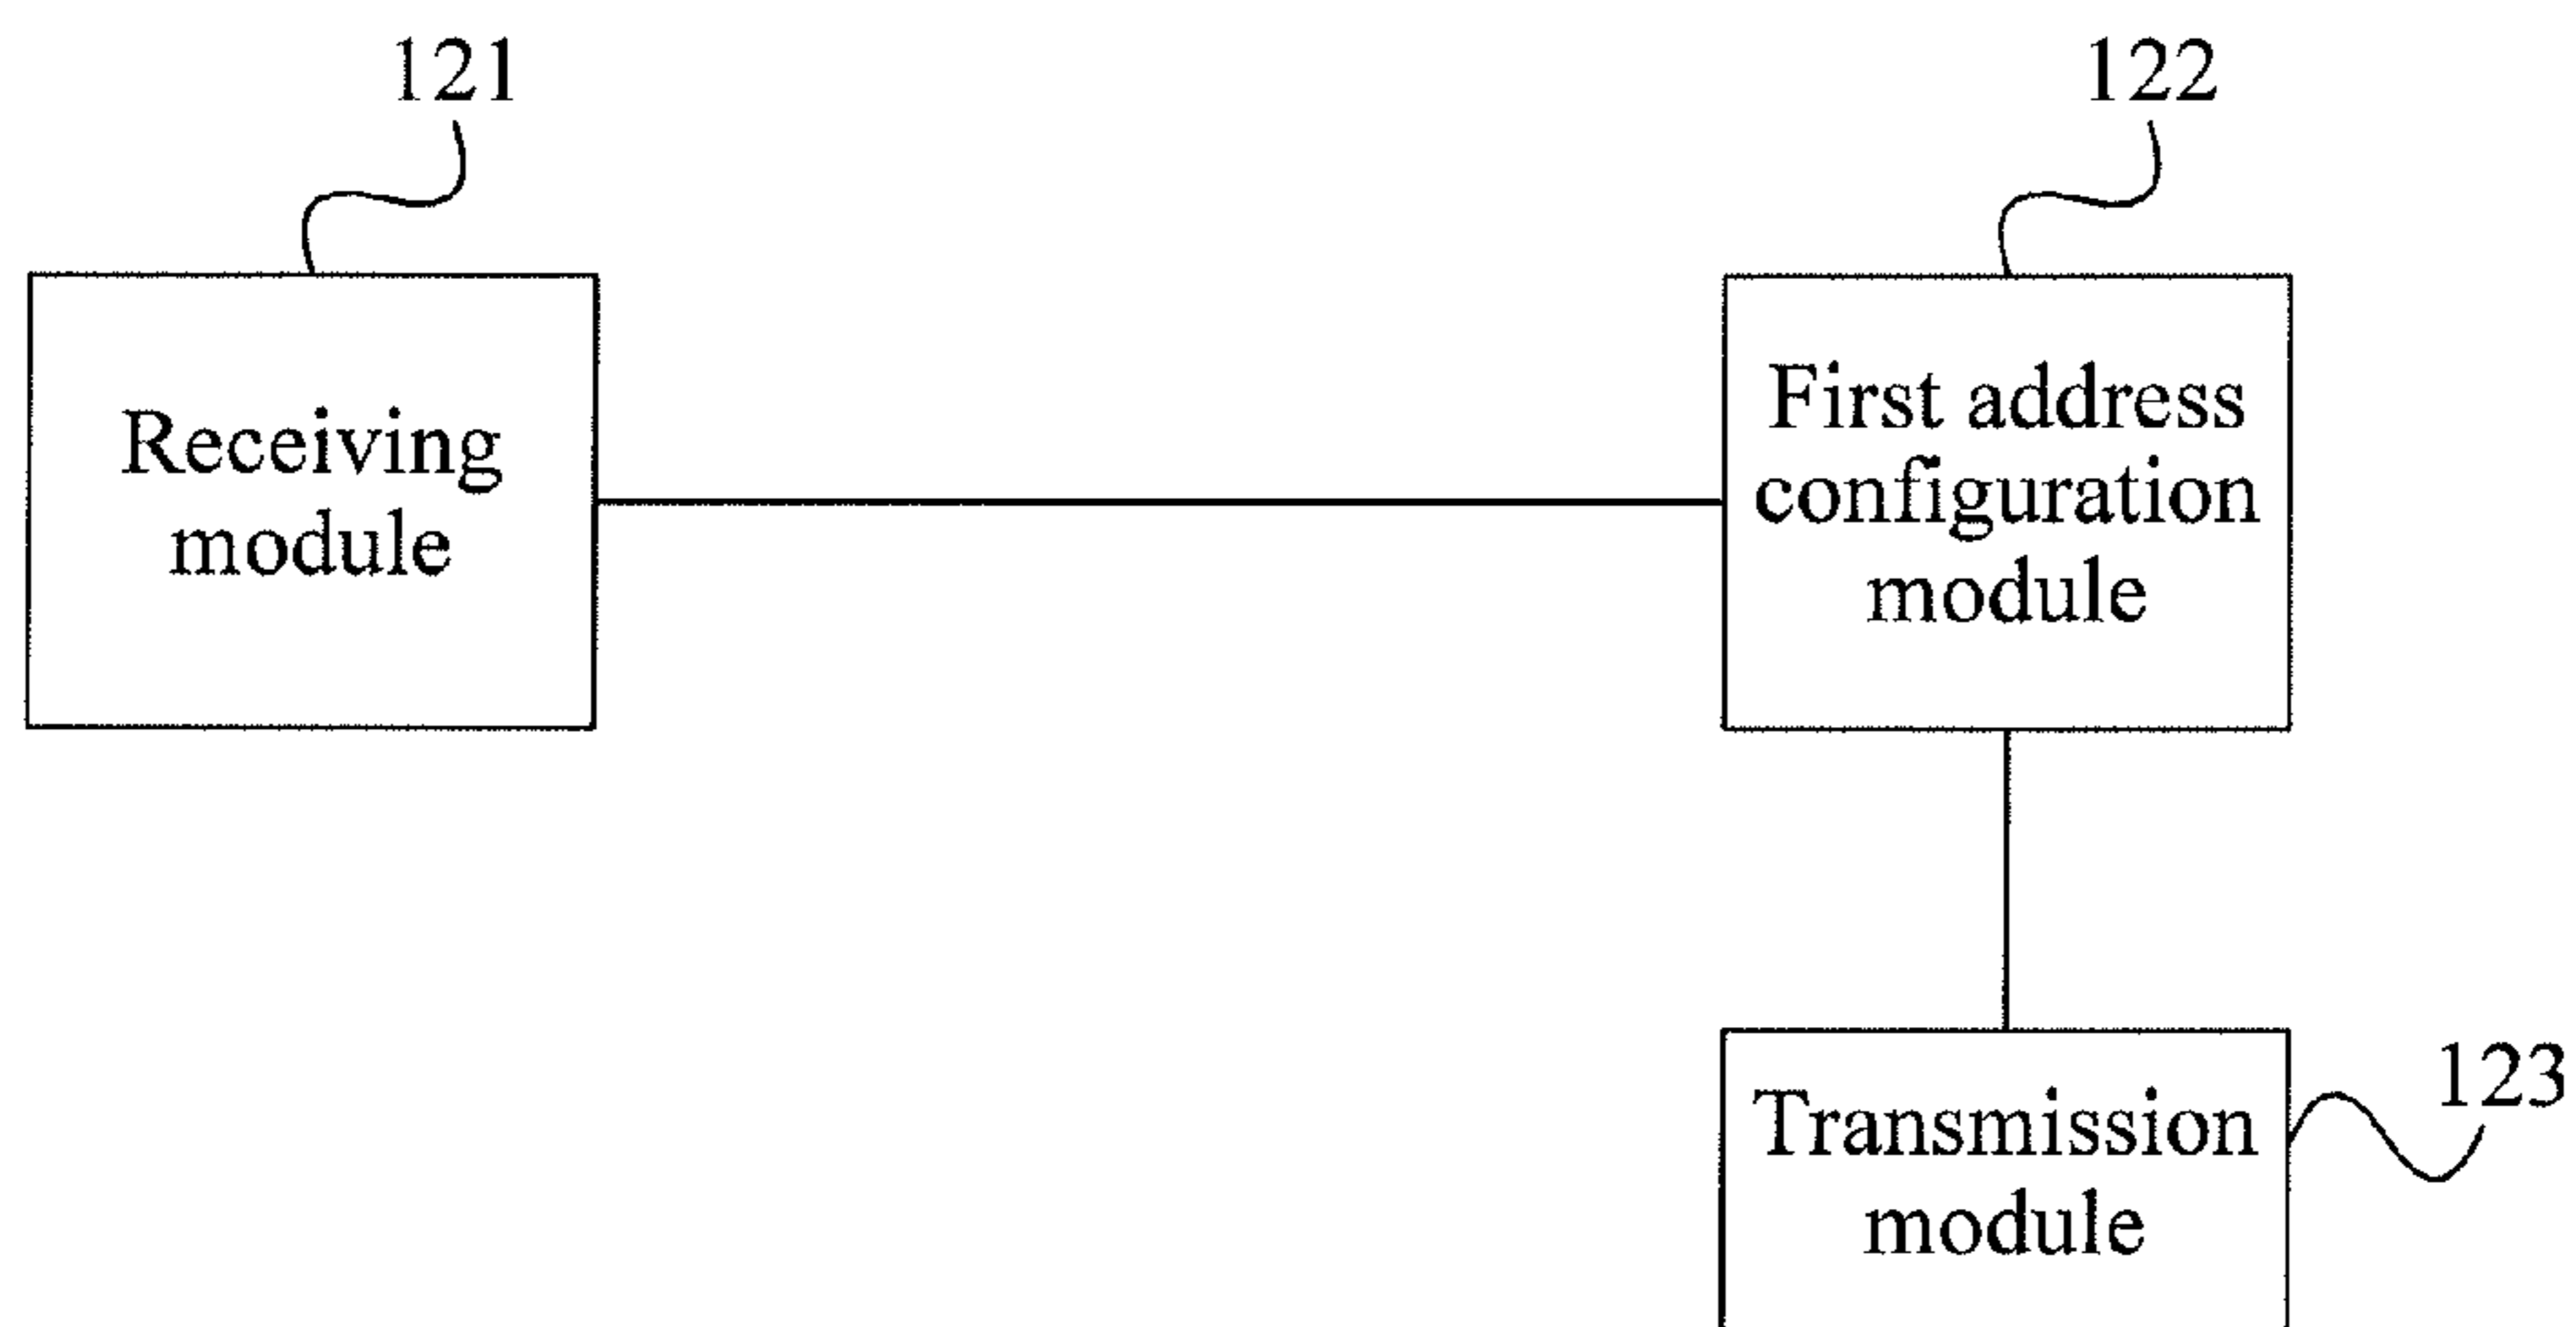 121
122
Receiving
module
First address
configuration
module
123
Transmission
module